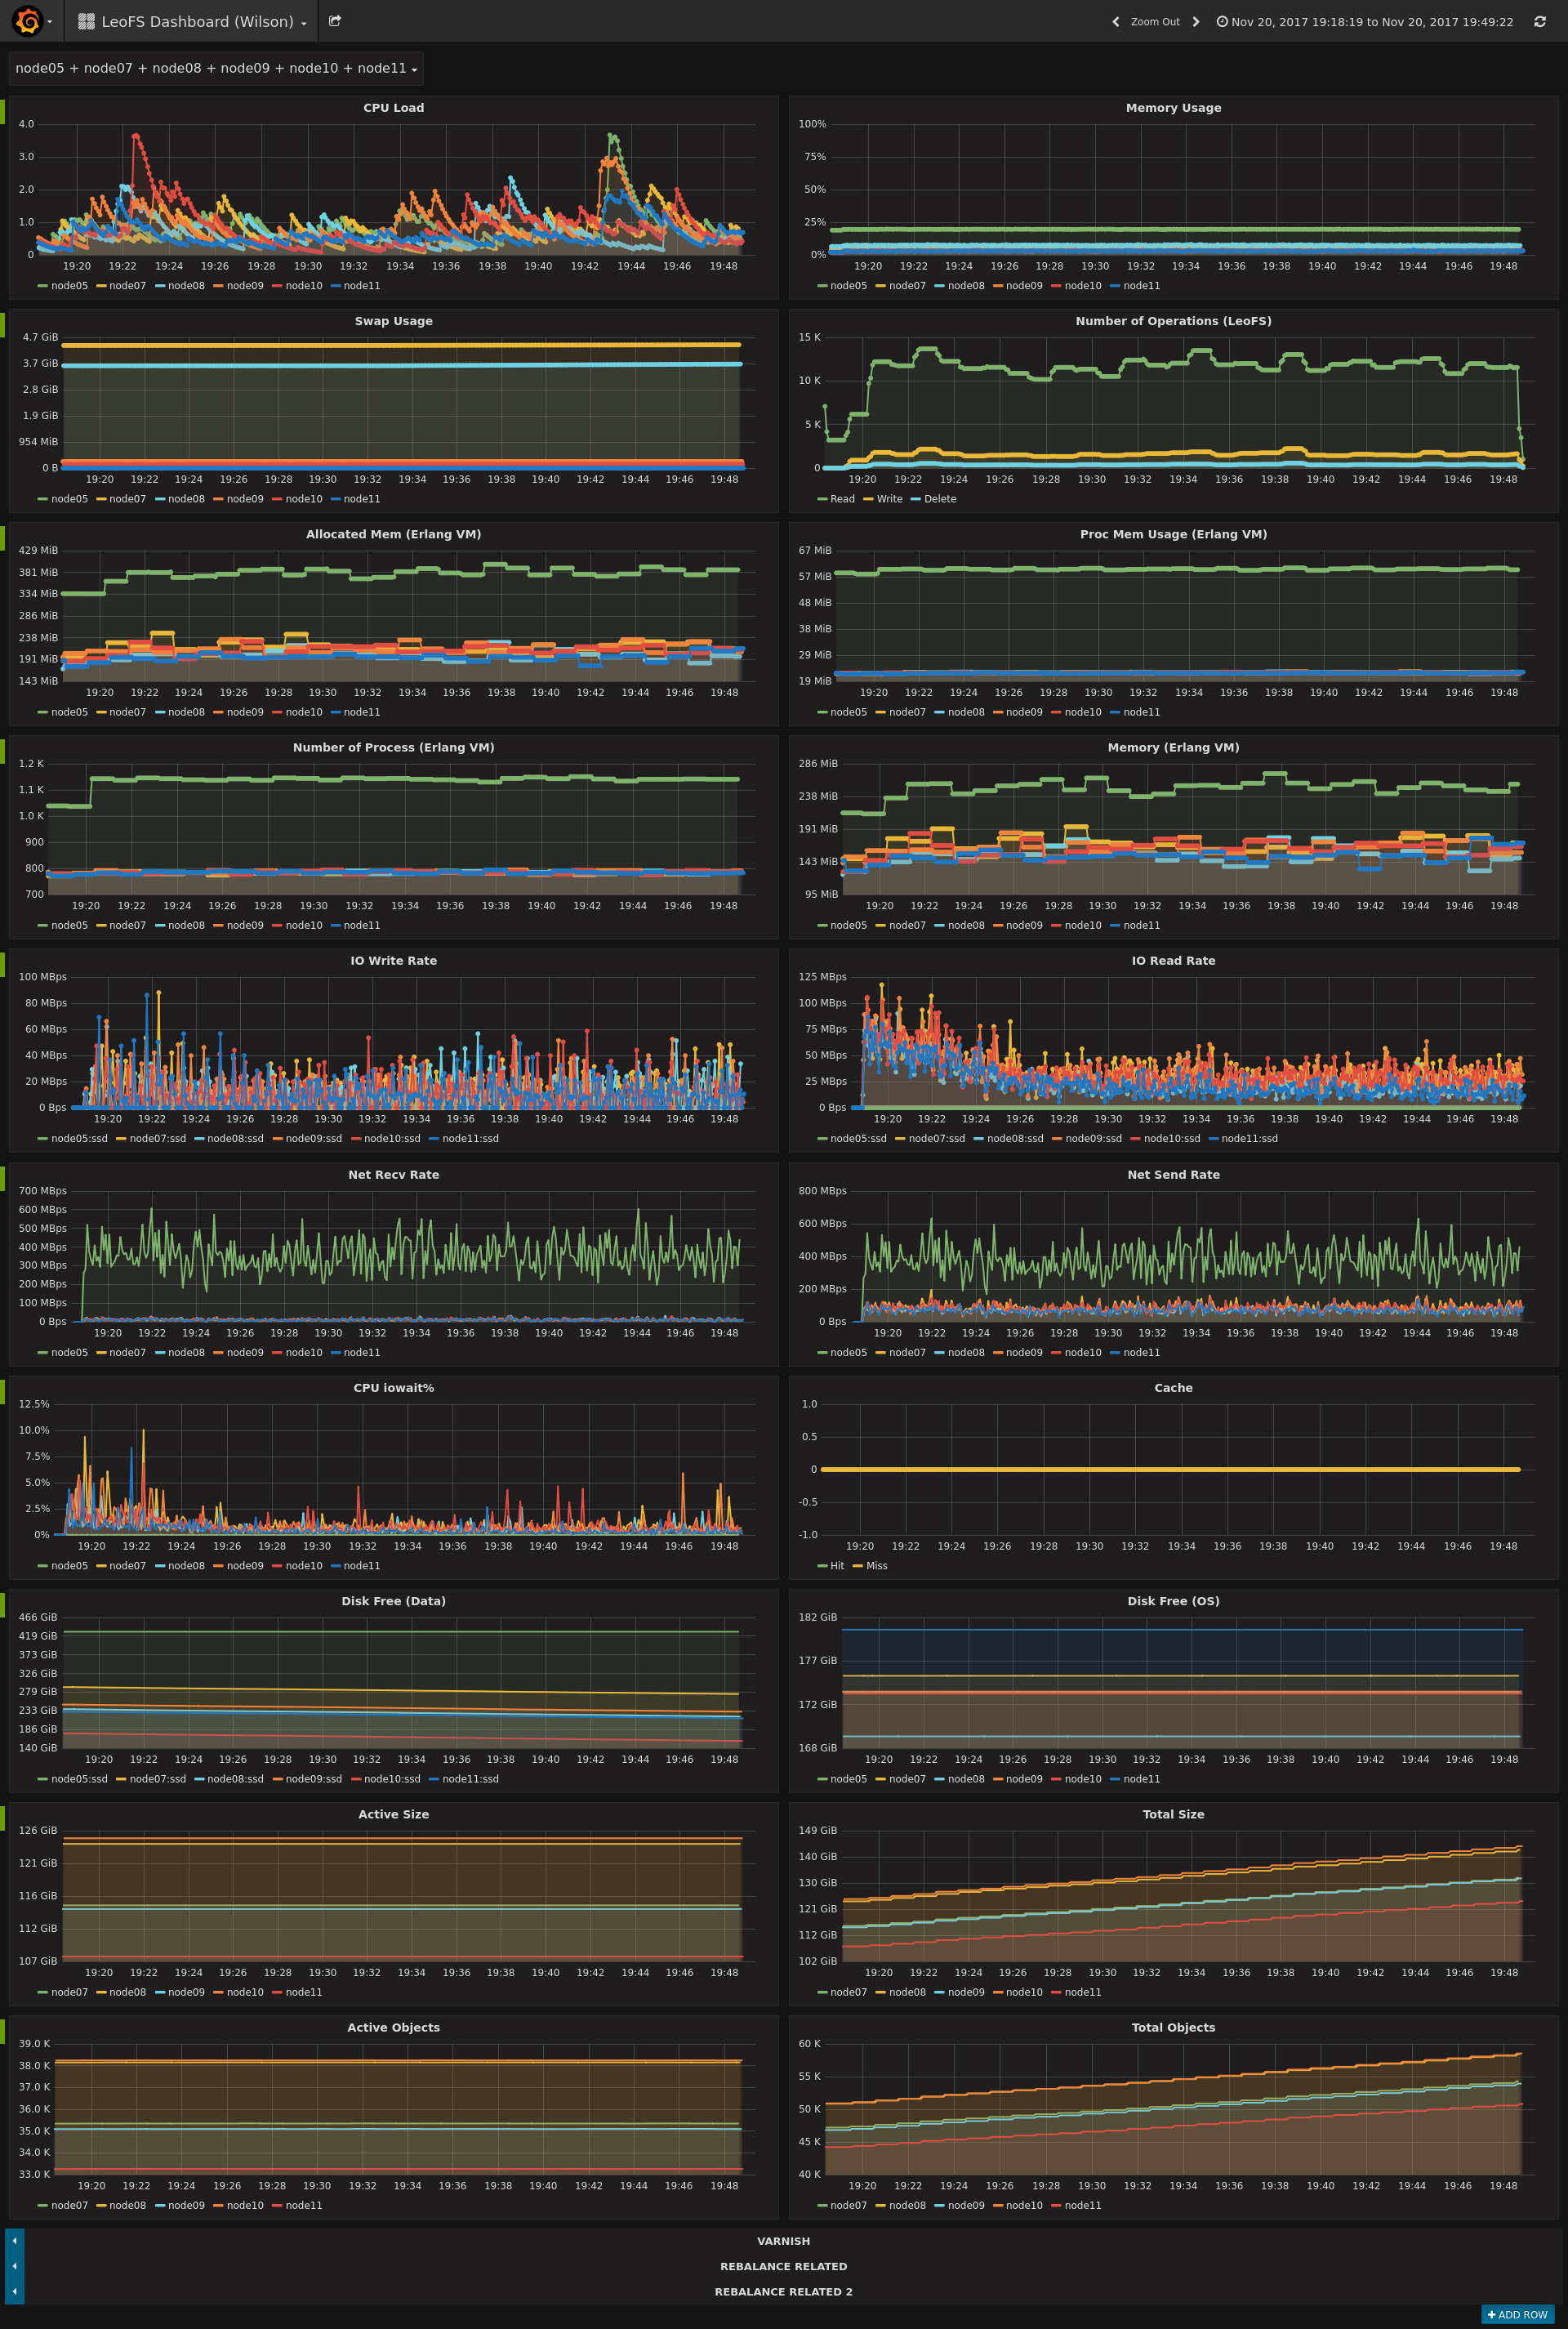 LeoFS Dashboard (Wilson) Zoom Out Nov 20, 2017 19:18:19 to Nov 20, 2017 19:49:22
node05 + node07 + node08 + node09 + node10 + node11
CPU Load
4.0
3.0
2.0
1.0
0
19:20 19:22 19:24 19:26 19:28 19:30 19:32 19:34 19:36 19:38 19:40 19:42 19:44 19:46 19:48
node05 node07 node08 node09 node10 node11
Memory Usage
100%
75%
50%
25%
0%
19:20 19:22 19:24 19:26 19:28 19:30 19:32 19:34 19:36 19:38 19:40 19:42 19:44 19:46 19:48
node05 node07 node08 node09 node10 node11
Swap Usage
4.7 GiB
3.7 GiB
2.8 GiB
1.9 GiB
954 MiB
0 B
19:20 19:22 19:24 19:26 19:28 19:30 19:32 19:34 19:36 19:38 19:40 19:42 19:44 19:46 19:48
node05 node07 node08 node09 node10 node11
Number of Operations (LeoFS)
15 K
10 K
5 K
0
19:20 19:22 19:24 19:26 19:28 19:30 19:32 19:34 19:36 19:38 19:40 19:42 19:44 19:46 19:48
Read Write Delete
Allocated Mem (Erlang VM)
429 MiB
381 MiB
334 MiB
286 MiB
238 MiB
191 MiB
143 MiB
19:20 19:22 19:24 19:26 19:28 19:30 19:32 19:34 19:36 19:38 19:40 19:42 19:44 19:46 19:48
node05 node07 node08 node09 node10 node11
Proc Mem Usage (Erlang VM)
67 MiB
57 MiB
48 MiB
38 MiB
29 MiB
19 MiB
19:20 19:22 19:24 19:26 19:28 19:30 19:32 19:34 19:36 19:38 19:40 19:42 19:44 19:46 19:48
node05 node07 node08 node09 node10 node11
Number of Process (Erlang VM)
1.2 K
1.1 K
1.0 K
900
800
700
19:20 19:22 19:24 19:26 19:28 19:30 19:32 19:34 19:36 19:38 19:40 19:42 19:44 19:46 19:48
node05 node07 node08 node09 node10 node11
Memory (Erlang VM)
286 MiB
238 MiB
191 MiB
143 MiB
95 MiB
19:20 19:22 19:24 19:26 19:28 19:30 19:32 19:34 19:36 19:38 19:40 19:42 19:44 19:46 19:48
node05 node07 node08 node09 node10 node11
IO Write Rate
100 MBps
80 MBps
60 MBps
40 MBps
20 MBps
0 Bps
19:20 19:22 19:24 19:26 19:28 19:30 19:32 19:34 19:36 19:38 19:40 19:42 19:44 19:46 19:48
node05:ssd node07:ssd node08:ssd node09:ssd node10:ssd node11:ssd
IO Read Rate
125 MBps
100 MBps
75 MBps
50 MBps
25 MBps
0 Bps
19:20 19:22 19:24 19:26 19:28 19:30 19:32 19:34 19:36 19:38 19:40 19:42 19:44 19:46 19:48
node05:ssd node07:ssd node08:ssd node09:ssd node10:ssd node11:ssd
Net Recv Rate
700 MBps
600 MBps
500 MBps
400 MBps
300 MBps
200 MBps
100 MBps
0 Bps
19:20 19:22 19:24 19:26 19:28 19:30 19:32 19:34 19:36 19:38 19:40 19:42 19:44 19:46 19:48
node05 node07 node08 node09 node10 node11
Net Send Rate
800 MBps
600 MBps
400 MBps
200 MBps
0 Bps
19:20 19:22 19:24 19:26 19:28 19:30 19:32 19:34 19:36 19:38 19:40 19:42 19:44 19:46 19:48
node05 node07 node08 node09 node10 node11
CPU iowait%
12.5%
10.0%
7.5%
5.0%
2.5%
0%
19:20 19:22 19:24 19:26 19:28 19:30 19:32 19:34 19:36 19:38 19:40 19:42 19:44 19:46 19:48
node05 node07 node08 node09 node10 node11
Cache
1.0
0.5
0
-0.5
-1.0
19:20 19:22 19:24 19:26 19:28 19:30 19:32 19:34 19:36 19:38 19:40 19:42 19:44 19:46 19:48
Hit Miss
Disk Free (Data)
466 GiB
419 GiB
373 GiB
326 GiB
279 GiB
233 GiB
186 GiB
140 GiB
19:20 19:22 19:24 19:26 19:28 19:30 19:32 19:34 19:36 19:38 19:40 19:42 19:44 19:46 19:48
node05:ssd node07:ssd node08:ssd node09:ssd node10:ssd node11:ssd
Disk Free (OS)
182 GiB
177 GiB
172 GiB
168 GiB
19:20 19:22 19:24 19:26 19:28 19:30 19:32 19:34 19:36 19:38 19:40 19:42 19:44 19:46 19:48
node05 node07 node08 node09 node10 node11
Active Size
126 GiB
121 GiB
116 GiB
112 GiB
107 GiB
19:20 19:22 19:24 19:26 19:28 19:30 19:32 19:34 19:36 19:38 19:40 19:42 19:44 19:46 19:48
node07 node08 node09 node10 node11
Total Size
149 GiB
140 GiB
130 GiB
121 GiB
112 GiB
102 GiB
19:20 19:22 19:24 19:26 19:28 19:30 19:32 19:34 19:36 19:38 19:40 19:42 19:44 19:46 19:48
node07 node08 node09 node10 node11
Active Objects
39.0 K
38.0 K
37.0 K
36.0 K
35.0 K
34.0 K
33.0 K
19:20 19:22 19:24 19:26 19:28 19:30 19:32 19:34 19:36 19:38 19:40 19:42 19:44 19:46 19:48
node07 node08 node09 node10 node11
Total Objects
60 K
55 K
50 K
45 K
40 K
19:20 19:22 19:24 19:26 19:28 19:30 19:32 19:34 19:36 19:38 19:40 19:42 19:44 19:46 19:48
node07 node08 node09 node10 node11
VARNISH
REBALANCE RELATED
REBALANCE RELATED 2
ADD ROW